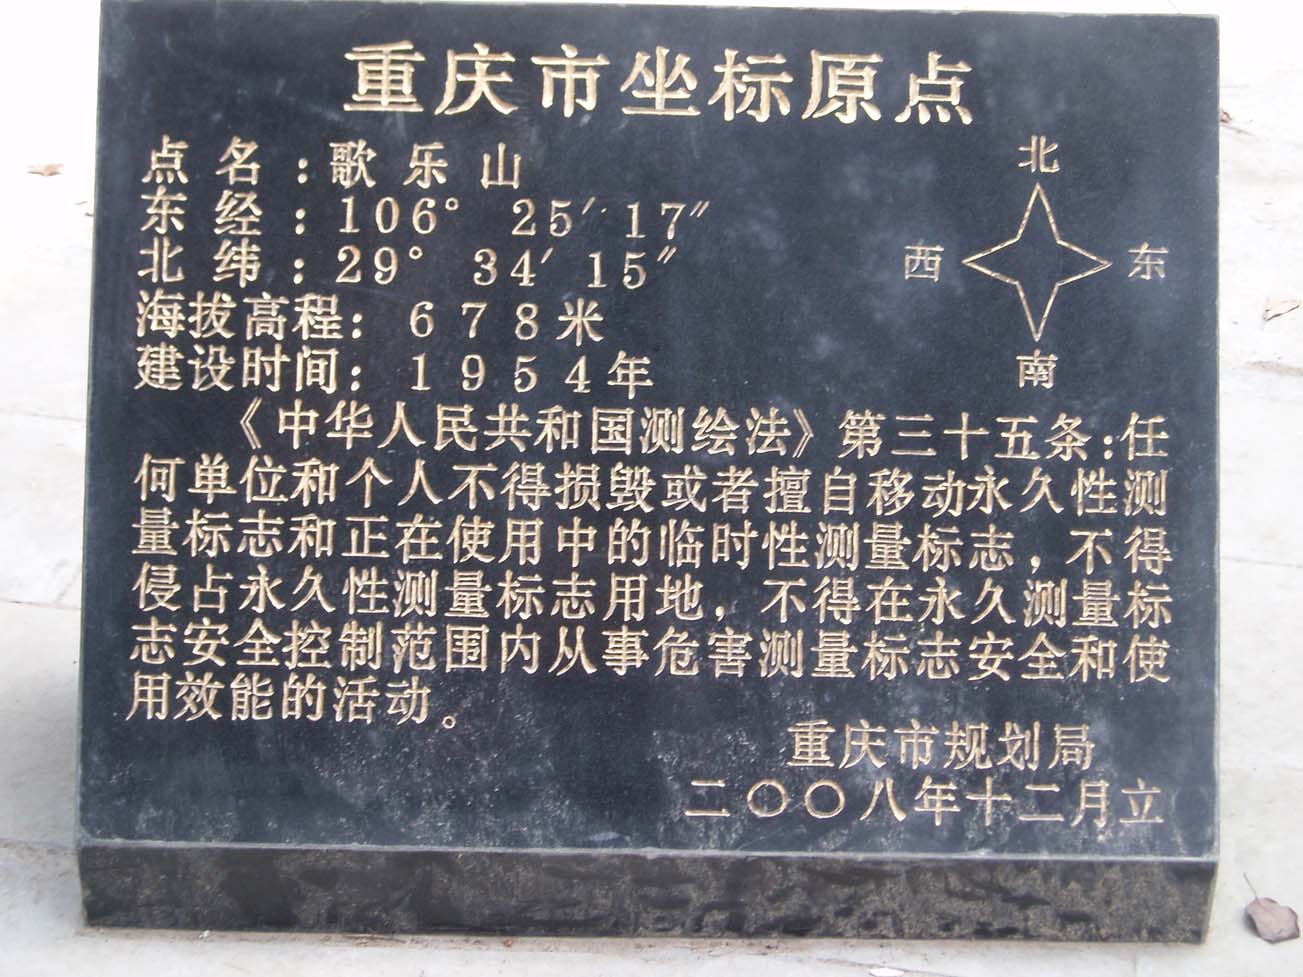 重庆市坐标原点
点名：歌乐山
东经：106° 25′ 17″
北纬：29° 34′ 15″
海拔高程：678米
建设时间：1954年
北
西 东
南
《中华人民共和国测绘法》第三十五条：任
何单位和个人不得损毁或者擅自移动永久性测
量标志和正在使用中的临时性测量标志，不得
侵占永久性测量标志用地，不得在永久测量标
志安全控制范围内从事危害测量标志安全和使
用效能的活动。
重庆市规划局
二〇〇八年十二月立